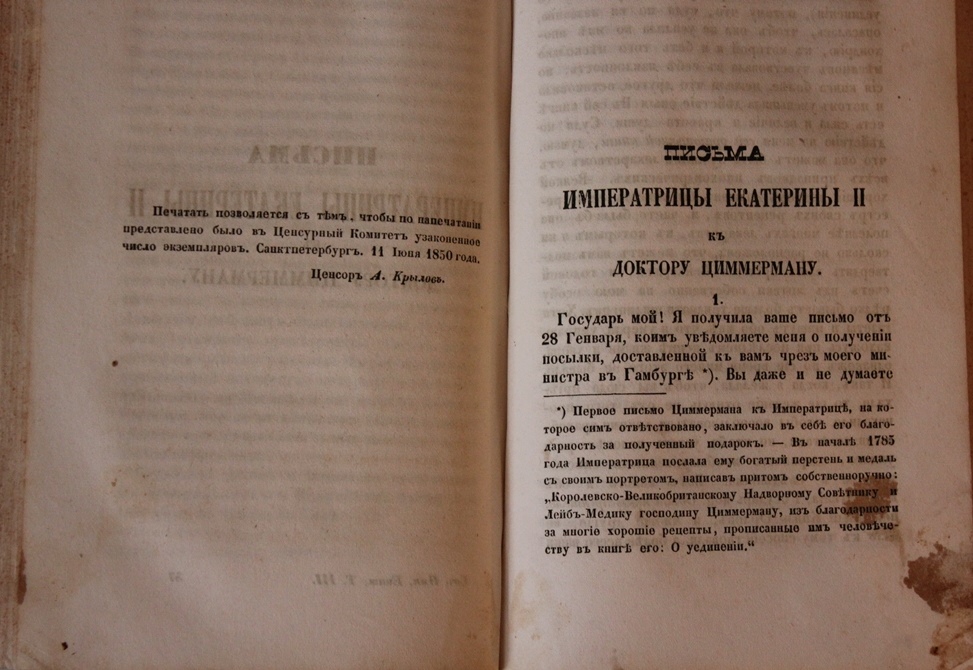 Печатать позволяется съ тѣмъ, чтобы по напечатаніи
представлено было въ Ценсурный Комитетъ узаконенное
число экземпляровъ. Санктпетербургъ. 11 Іюня 1850 года.
Ценсоръ А. Крыловъ.
ПИСЬМА
ИМПЕРАТРИЦЫ ЕКАТЕРИНЫ II
КЪ
ДОКТОРУ ЦИММЕРМАНУ.
1.
Государь мой! Я получила ваше письмо отъ
28 Генваря, коимъ увѣдомляете меня о полученіи
посылки, доставленной къ вамъ чрезъ моего ми-
нистра въ Гамбургѣ *). Вы даже и не думаете
*) Первое письмо Циммермана къ Императрицѣ, на ко-
торое симъ отвѣтствовано, заключало въ себѣ его благо-
дарность за полученный подарокъ. — Въ началѣ 1785
года Императрица послала ему богатый перстень и медаль
съ своимъ портретомъ, написавъ притомъ собственноручно:
„Королевско-Великобританскому Надворному Совѣтнику и
Лейбъ-Медику господину Циммерману, изъ благодарности
за многіе хорошіе рецепты, прописанные имъ человѣче-
ству въ книгѣ его: О уединеніи.“